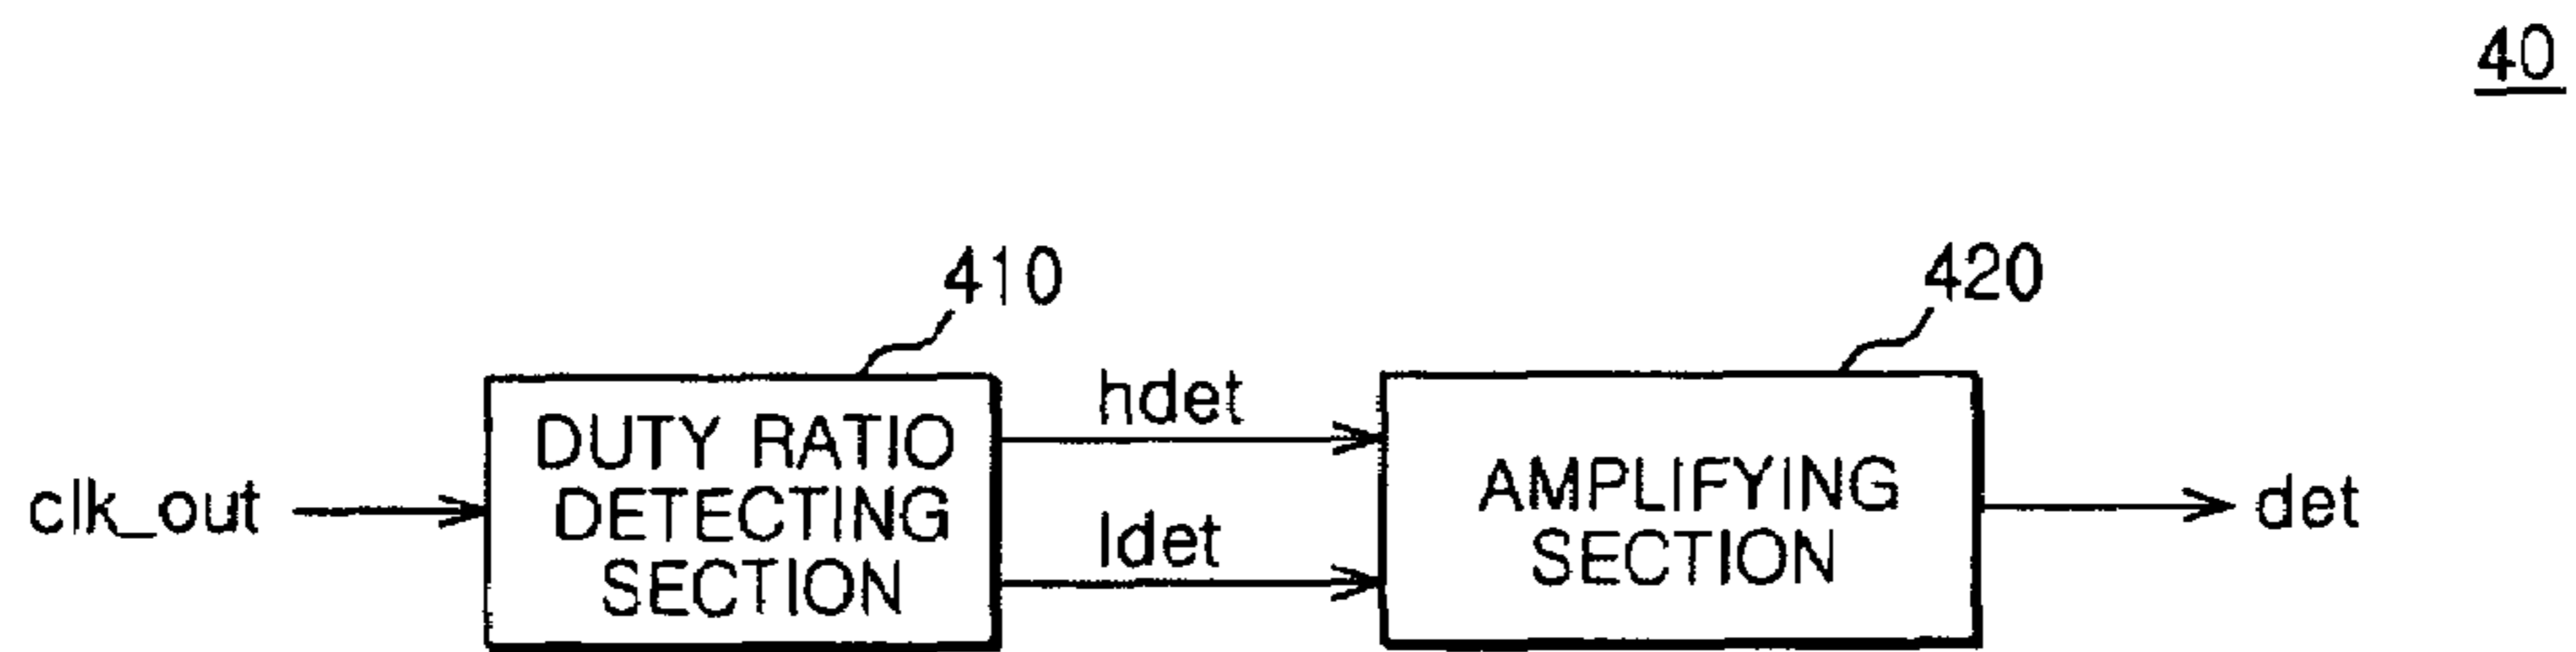 40
410
420
clk_out
DUTY RATIO
DETECTING
SECTION
hdet
ldet
AMPLIFYING
SECTION
det